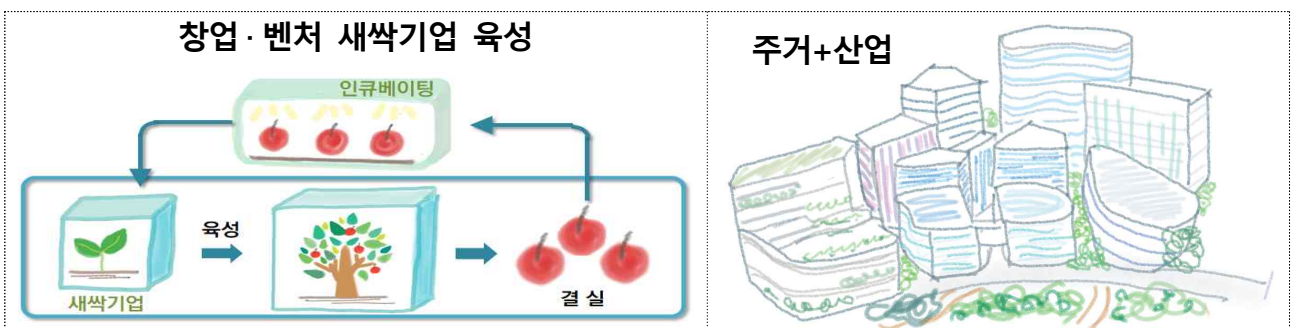 창업·벤처 새싹기업 육성
인큐베이팅
육성
새싹기업
결 실
주거+산업